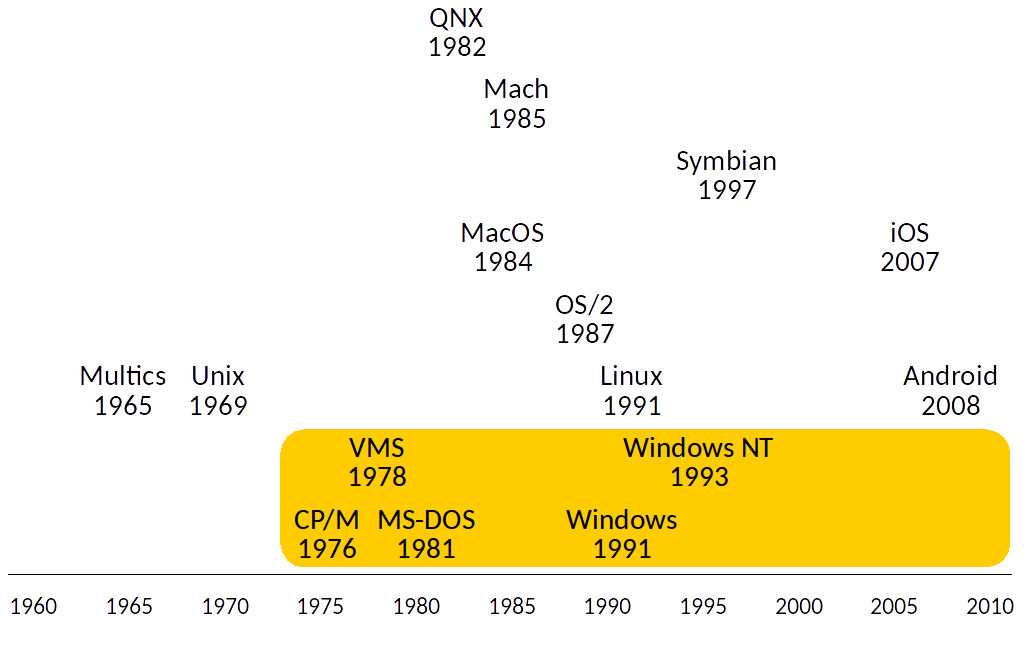 QNX
1982
Mach
1985
Symbian
1997
MacOS
1984
iOS
2007
OS/2
1987
Multics
1965
Unix
1969
Linux
1991
Android
2008
VMS
1978
Windows NT
1993
CP/M
1976
MS-DOS
1981
Windows
1991
1960 1965 1970 1975 1980 1985 1990 1995 2000 2005 2010